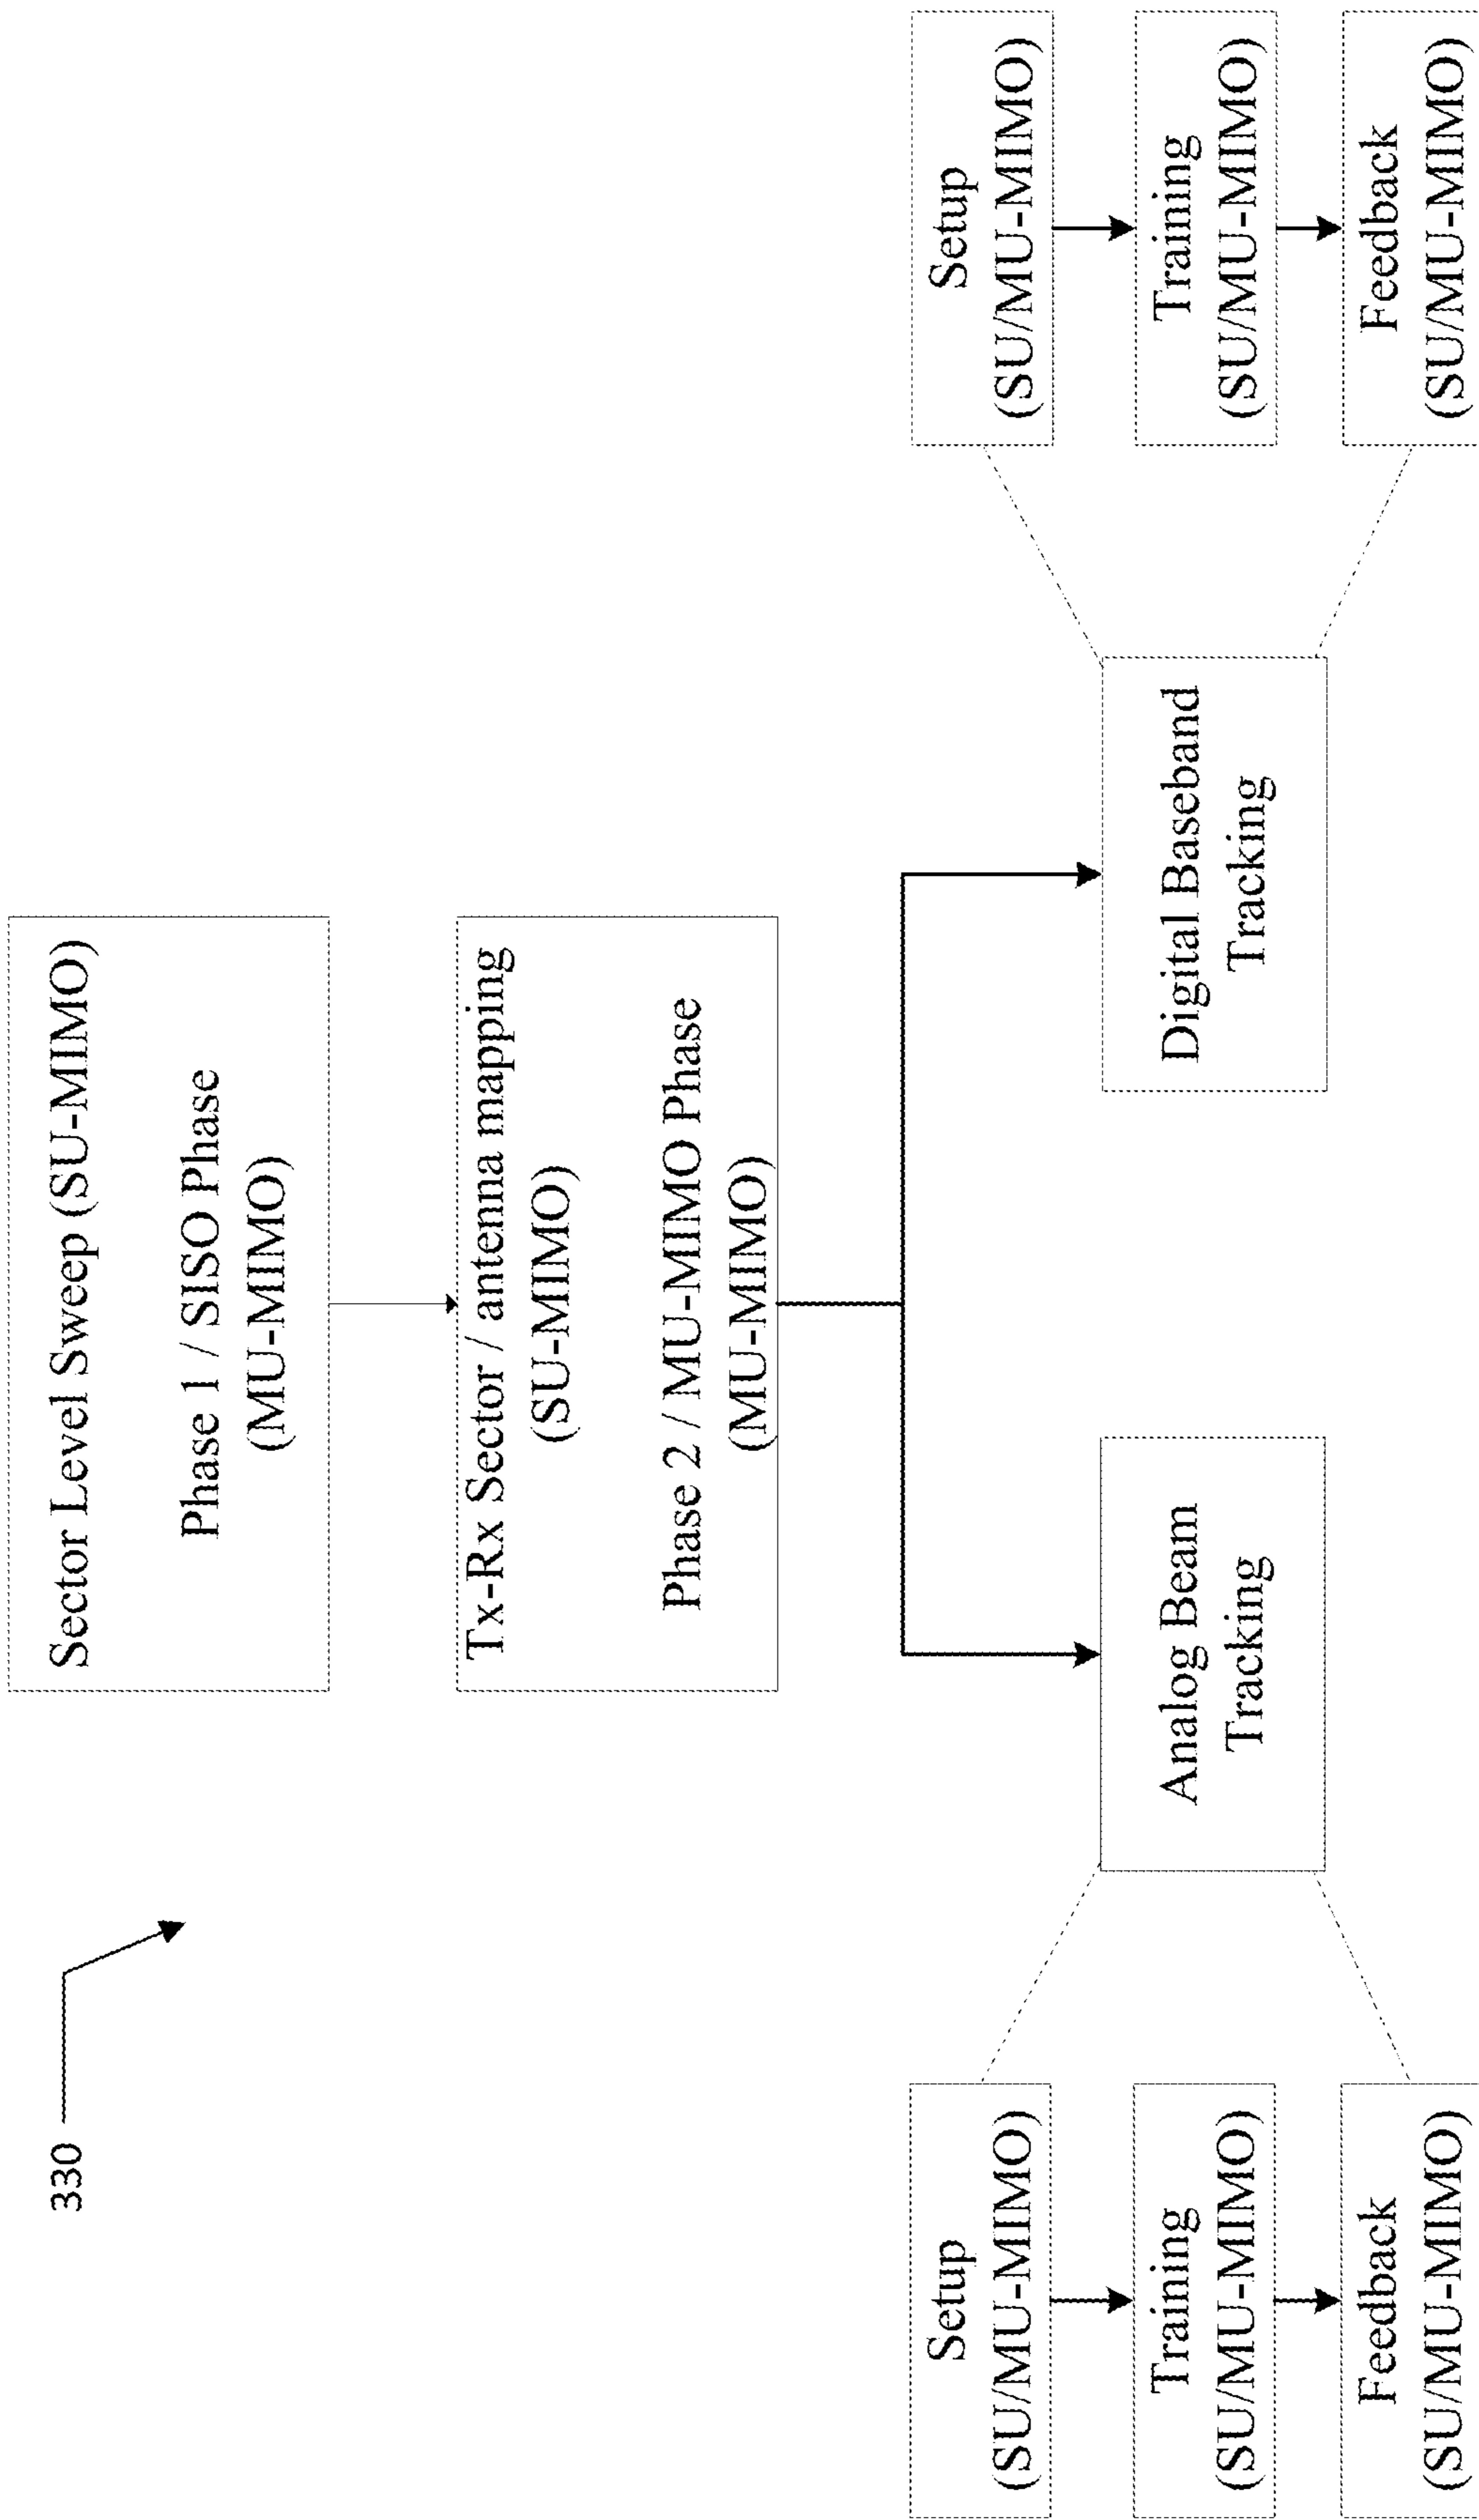 330
Sector Level Sweep (SU-MIMO)
Phase 1 / SISO Phase
(MU-MIMO)
Tx-Rx Sector / antenna mapping
(SU-MIMO)
Phase 2 / MU-MIMO Phase
(MU-MIMO)
Analog Beam
Tracking
Digital Baseband
Tracking
Setup
(SU/MU-MIMO)
Training
(SU/MU-MIMO)
Feedback
(SU/MU-MIMO)
Setup
(SU/MU-MIMO)
Training
(SU/MU-MIMO)
Feedback
(SU/MU-MIMO)